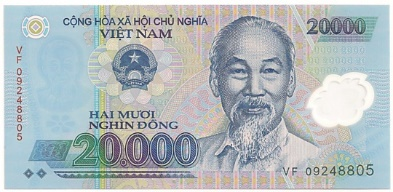 CỘNG HÒA XÃ HỘI CHỦ NGHĨA
VIỆT NAM
20000
VF 09248805
HAI MƯƠI
NGHÌN ĐỒNG
20.000
VF 09248805